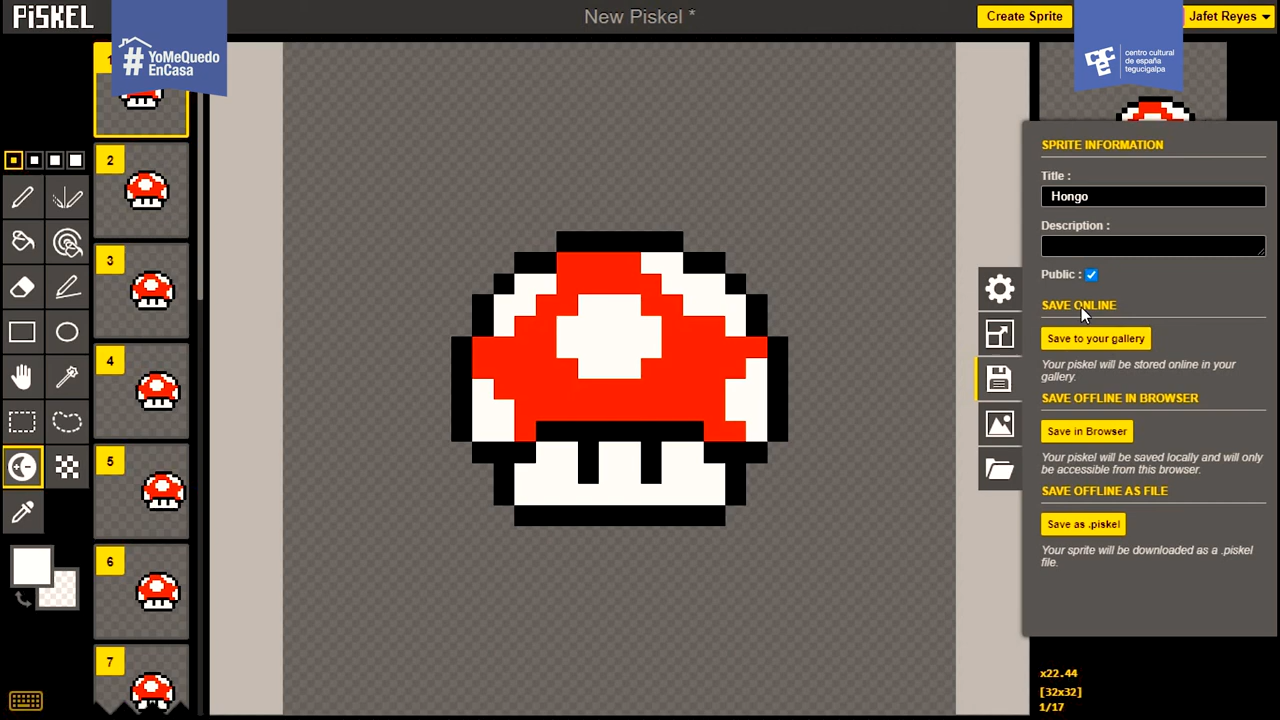 PiSKEL
New Piskel *
Create Sprite
Jafet Reyes
#YoMeQuedo
EnCasa
cce
centro cultural
de españa
tegucigalpa
1
2
3
4
5
6
7
SPRITE INFORMATION
Title :
Hongo
Description :
Public :
SAVE ONLINE
Save to your gallery
Your piskel will be stored online in your
gallery.
SAVE OFFLINE IN BROWSER
Save in Browser
Your piskel will be saved locally and will only
be accessible from this browser.
SAVE OFFLINE AS FILE
Save as .piskel
Your sprite will be downloaded as a .piskel
file.
x22.44
[32x32]
1/17